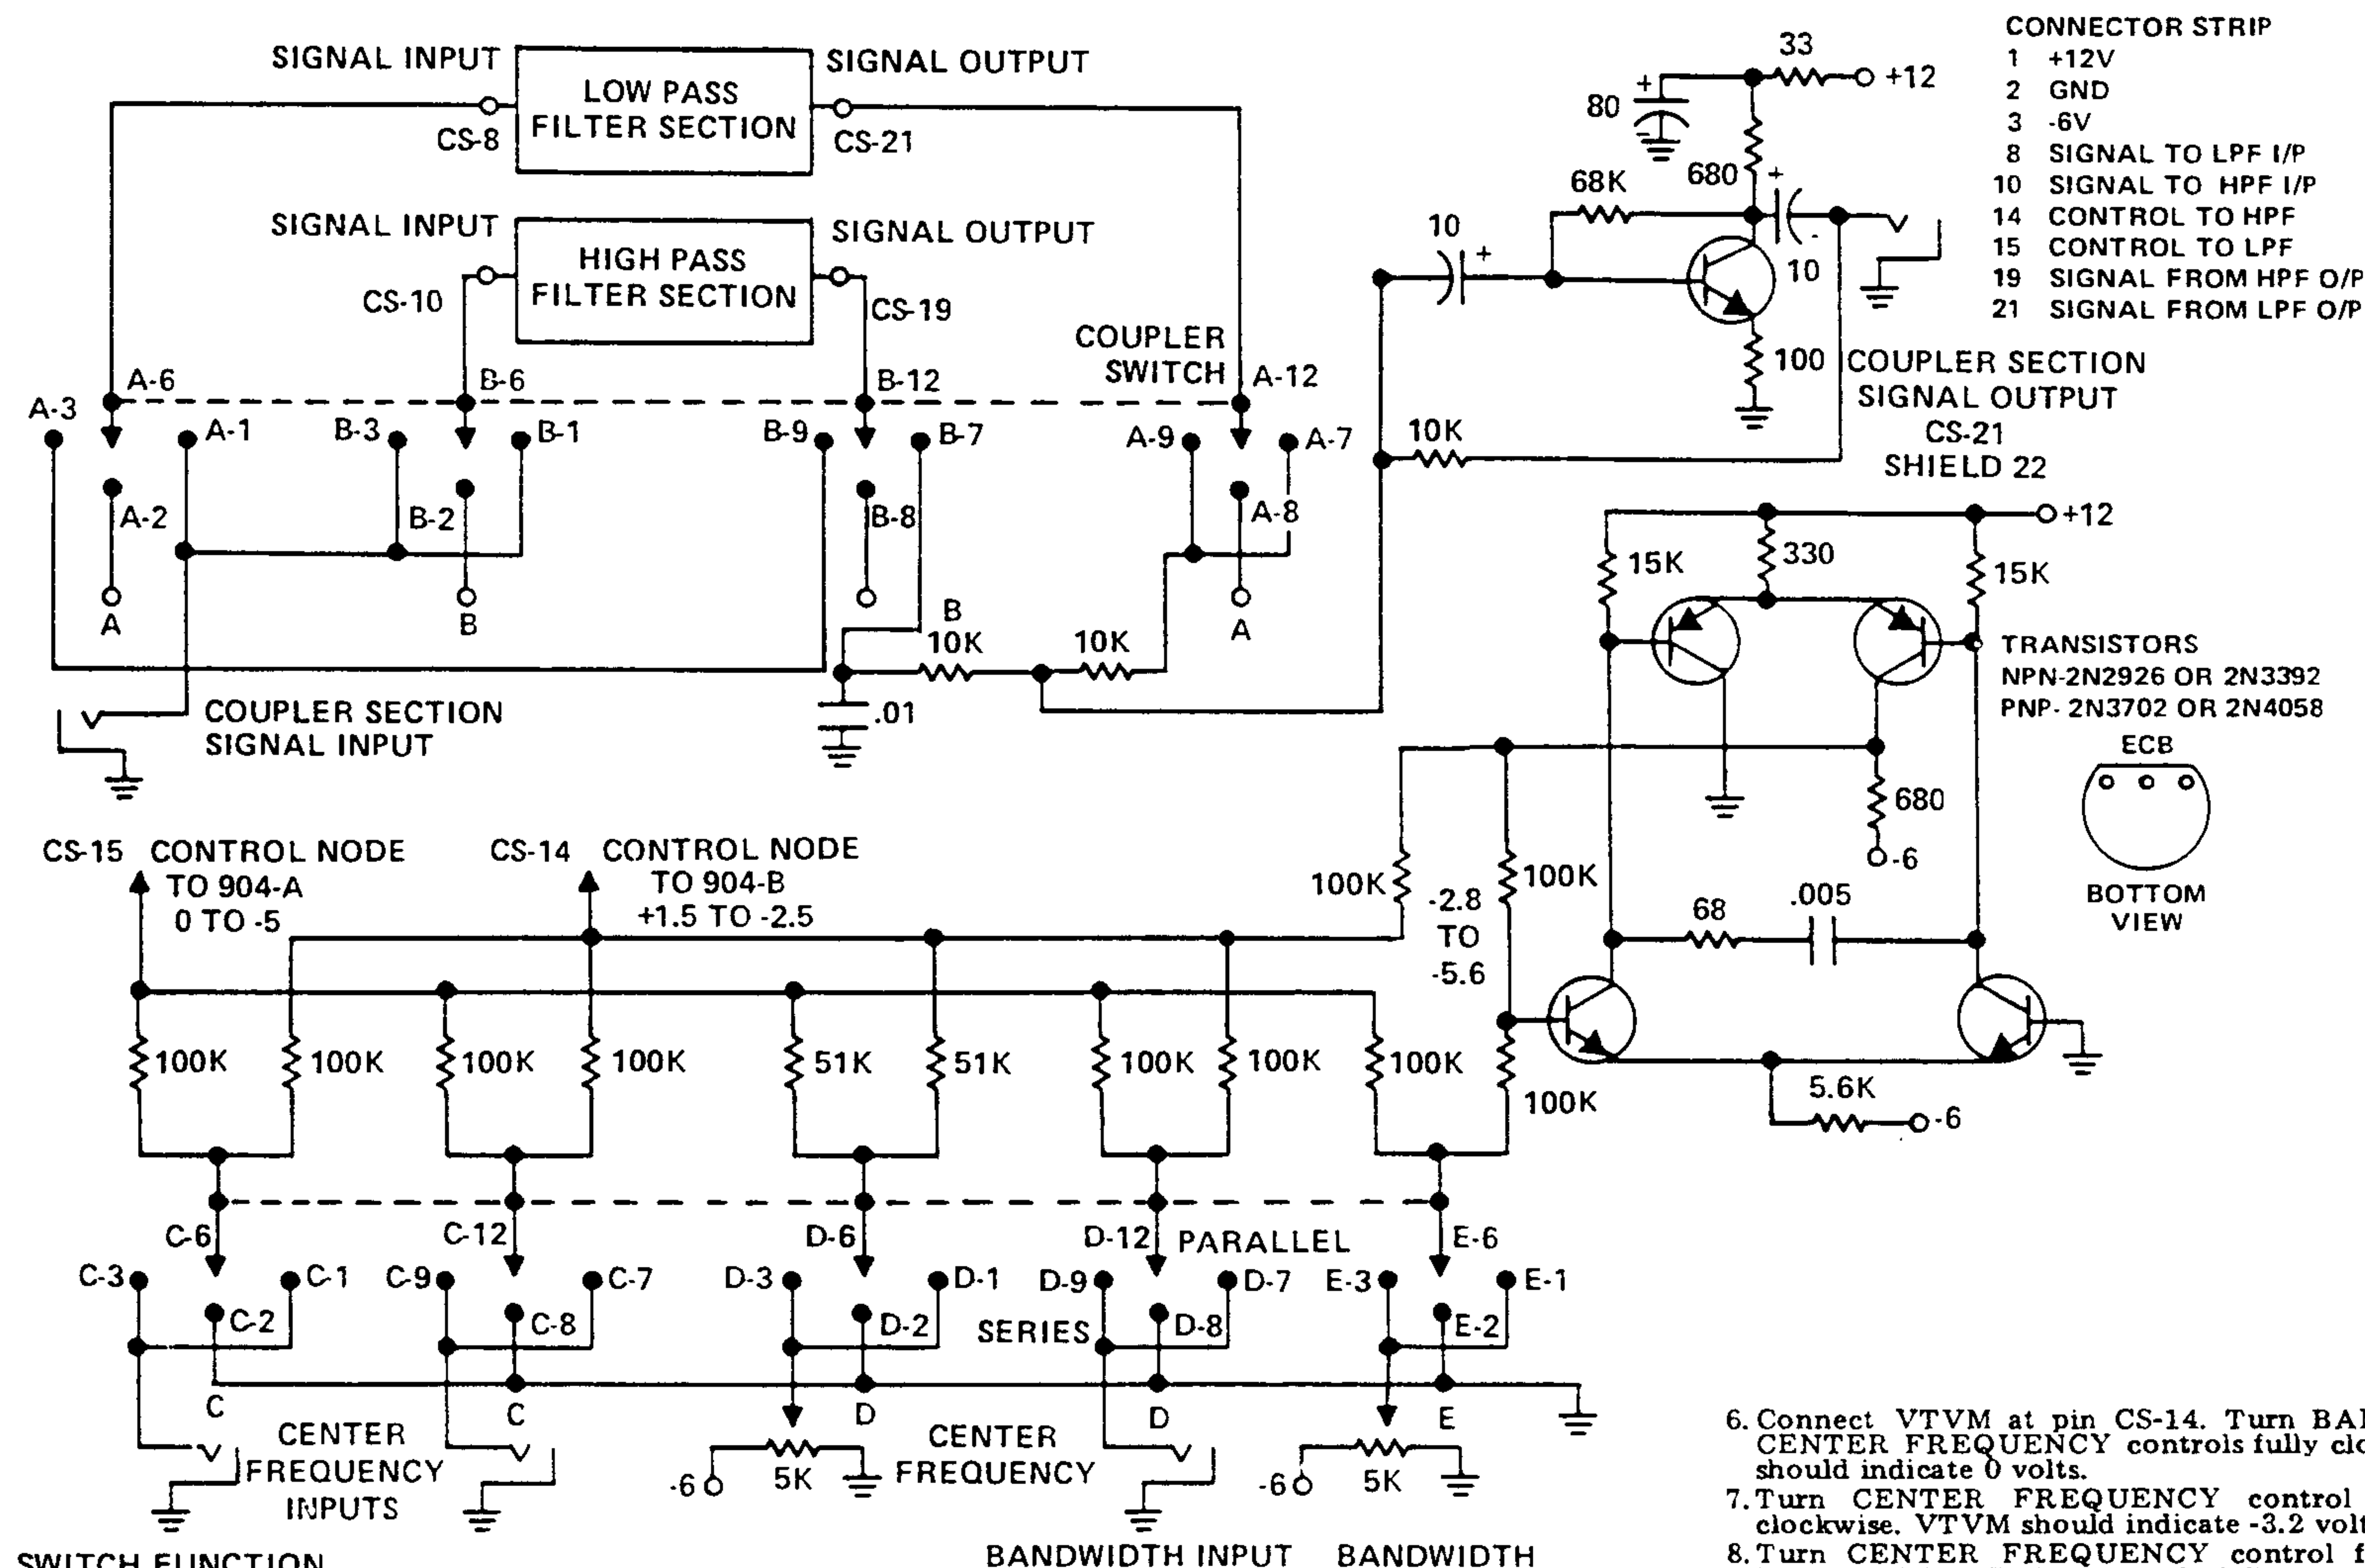 SIGNAL INPUT
LOW PASS
FILTER SECTION
SIGNAL OUTPUT
CS-8
CS-21
SIGNAL INPUT
HIGH PASS
FILTER SECTION
SIGNAL OUTPUT
CS-10
CS-19
COUPLER
SWITCH
A-3
A-6
A-1
B-3
B-6
B-1
B-9
B-12
B-7
A-9
A-12
A-7
A-2
B-2
B-8
A-8
A
B
B
A
10K
10K
.01
COUPLER SECTION
SIGNAL INPUT
33
+12
+
80
-
680
+
68K
10
+
-
10
100
10K
COUPLER SECTION
SIGNAL OUTPUT
CS-21
SHIELD 22
CONNECTOR STRIP
1 +12V
2 GND
3 -6V
8 SIGNAL TO LPF I/P
10 SIGNAL TO HPF I/P
14 CONTROL TO HPF
15 CONTROL TO LPF
19 SIGNAL FROM HPF O/P
21 SIGNAL FROM LPF O/P
+12
15K
330
15K
TRANSISTORS
NPN-2N2926 OR 2N3392
PNP- 2N3702 OR 2N4058
ECB
BOTTOM
VIEW
680
-6
68
.005
5.6K
-6
CS-15 CONTROL NODE
TO 904-A
0 TO -5
CS-14 CONTROL NODE
TO 904-B
+1.5 TO -2.5
100K
-2.8
TO
-5.6
100K
100K
100K
100K
100K
51K
51K
100K
100K
100K
100K
C-6
C-12
D-6
D-12
PARALLEL
E-6
C-3
C-1
C-9
C-7
D-3
D-1
D-9
D-7
E-3
E-1
C-2
C-8
D-2
SERIES
D-8
E-2
C
C
D
D
E
CENTER
FREQUENCY
INPUTS
-6
5K
CENTER
FREQUENCY
-6
5K
SWITCH FUNCTION
BANDWIDTH INPUT
BANDWIDTH
6. Connect VTVM at pin CS-14. Turn
CENTER FREQUENCY controls fully
should indicate 0 volts.
7. Turn CENTER FREQUENCY control
clockwise. VTVM should indicate -3.2
8. Turn CENTER FREQUENCY control